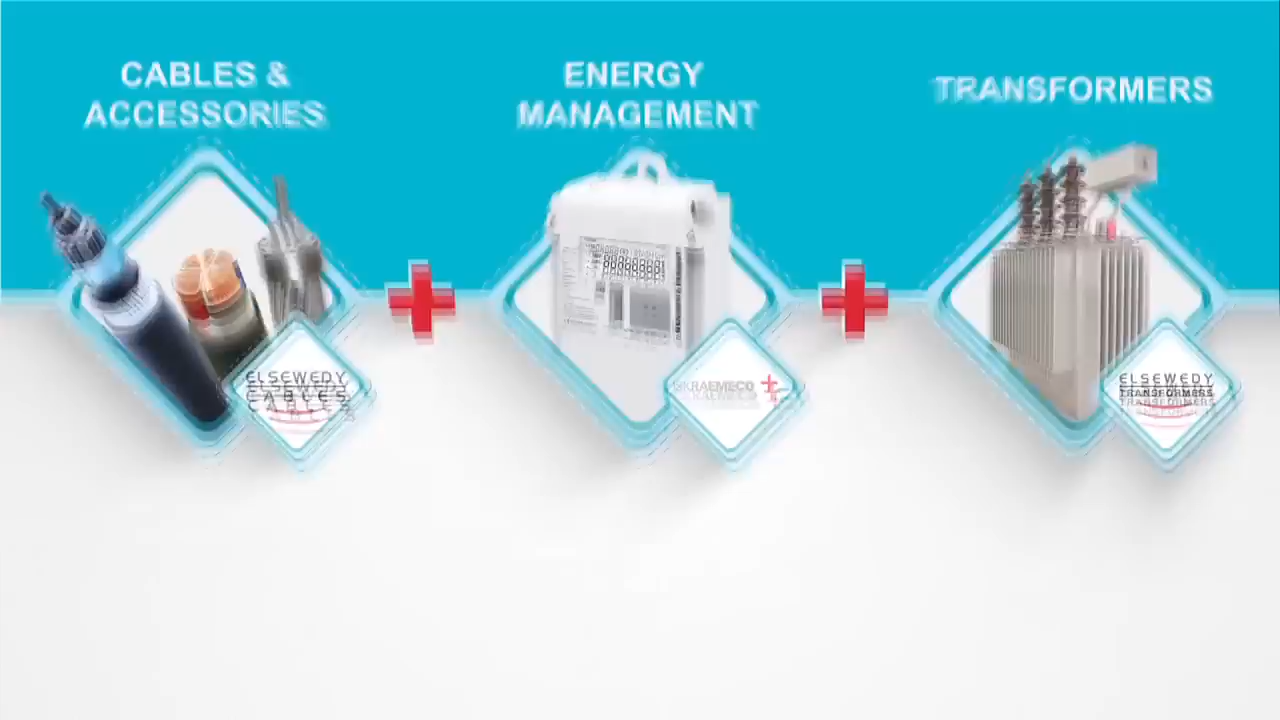 CABLES &
ACCESSORIES
ENERGY
MANAGEMENT
TRANSFORMERS
ELSEWEDY
CABLES
ISKRAEMECO
ELSEWEDY
TRANSFORMERS